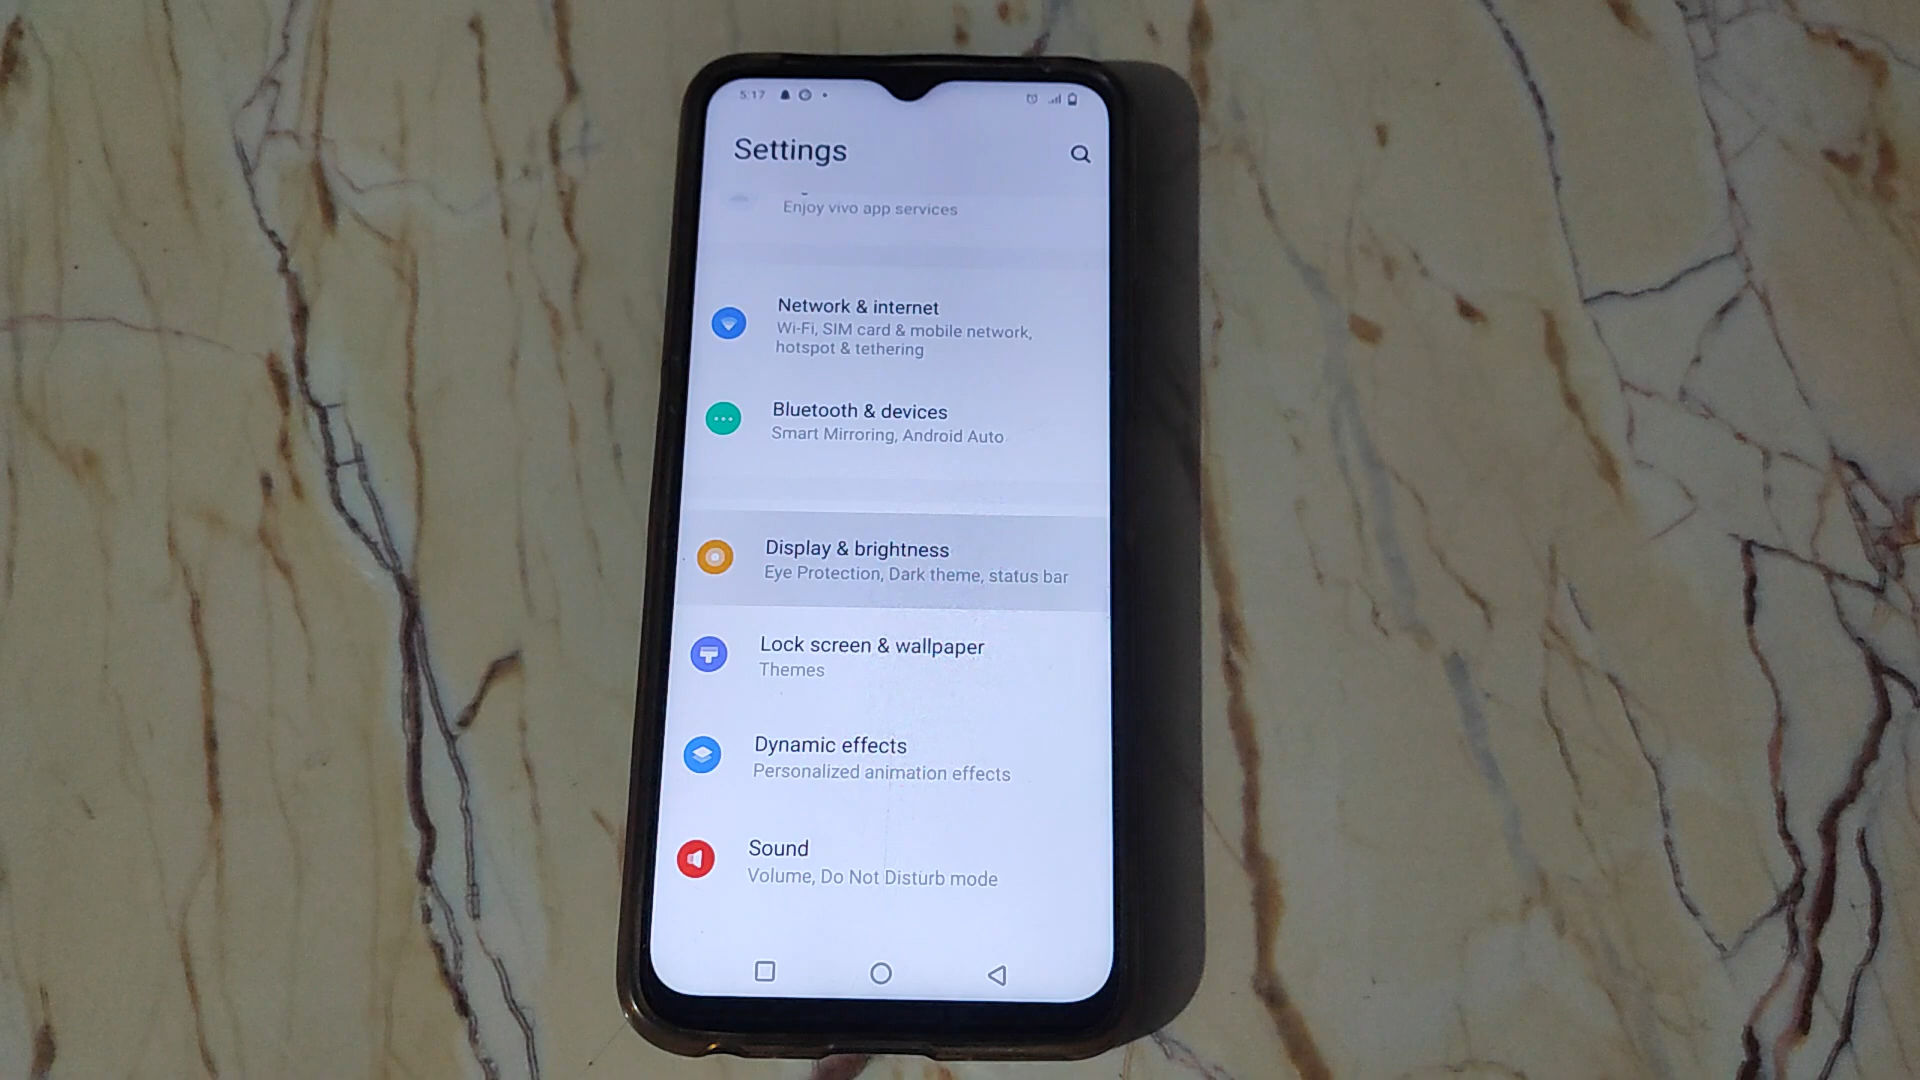 5:17
Settings
Enjoy vivo app services
Network & internet
Wi-Fi, SIM card & mobile network,
hotspot & tethering
Bluetooth & devices
Smart Mirroring, Android Auto
Display & brightness
Eye Protection, Dark theme, status bar
Lock screen & wallpaper
Themes
Dynamic effects
Personalized animation effects
Sound
Volume, Do Not Disturb mode